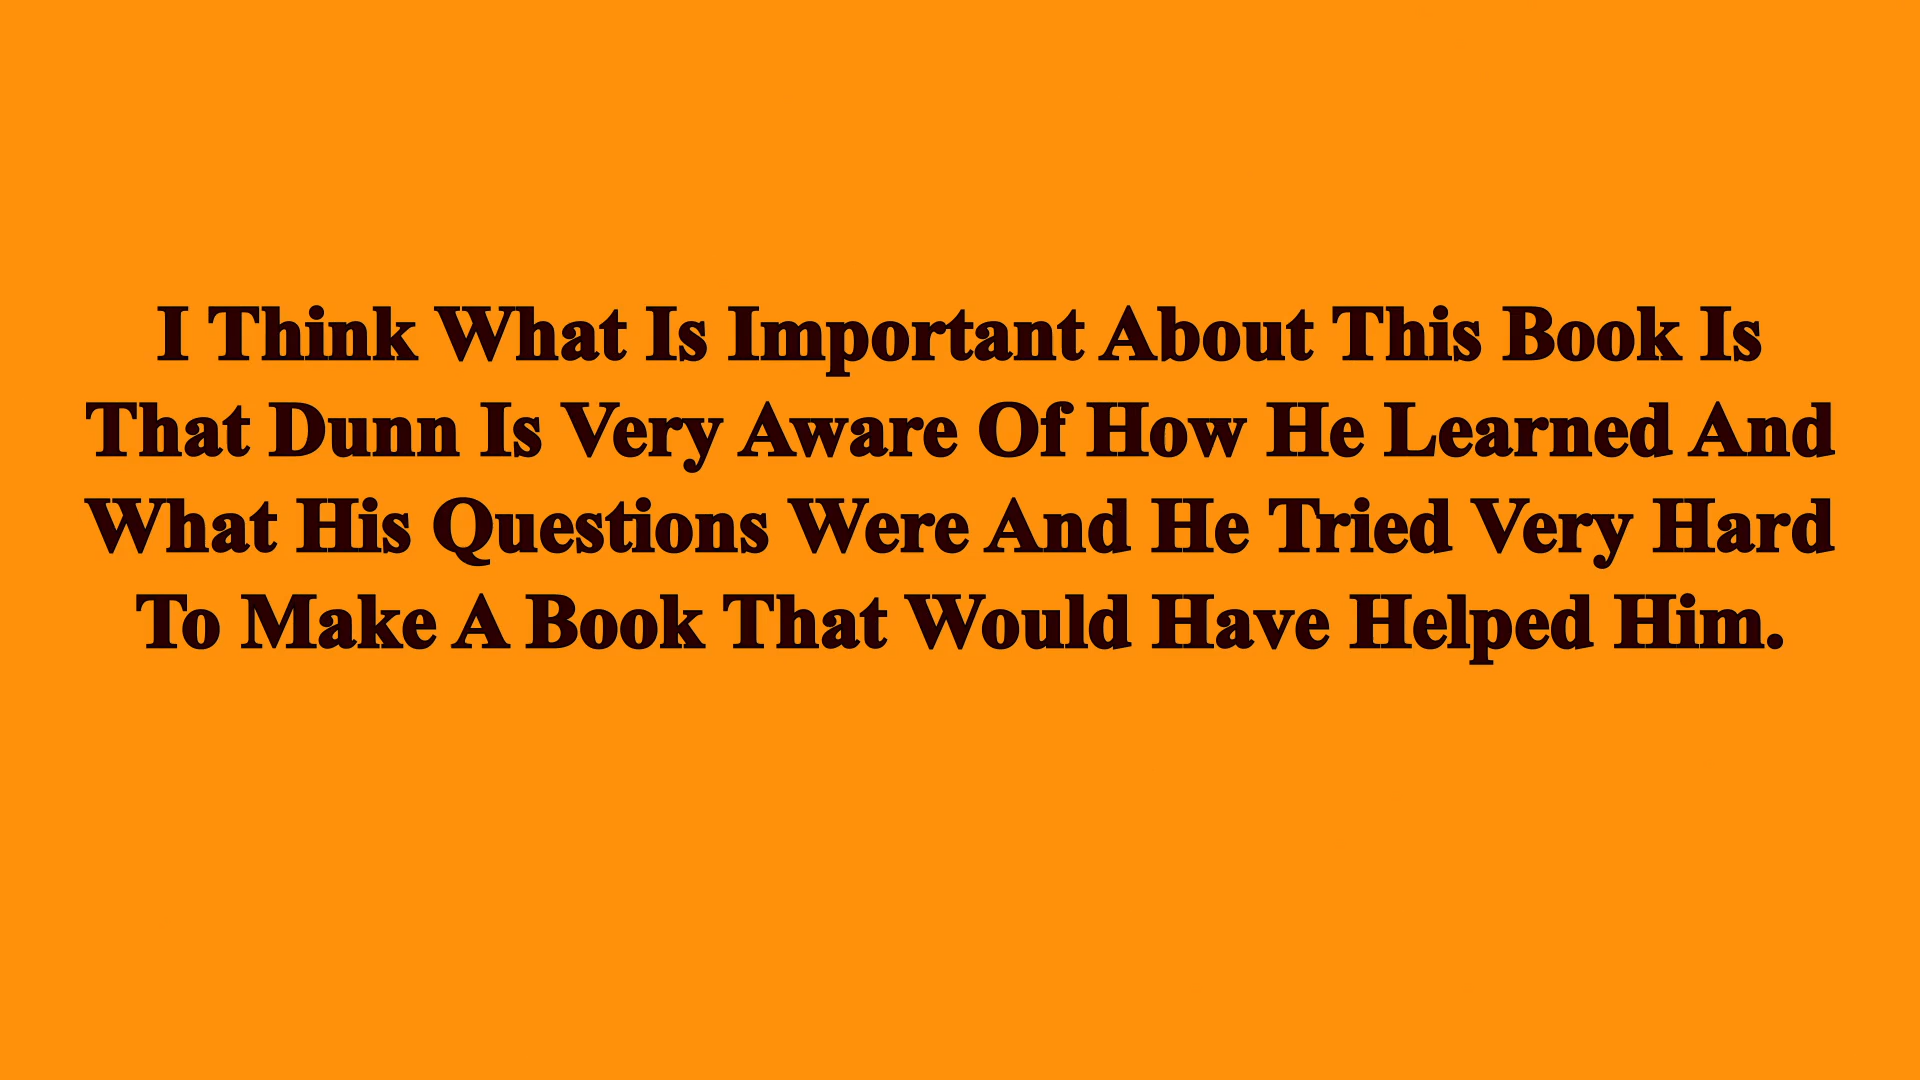 I Think What Is Important About This Book Is
That Dunn Is Very Aware Of How He Learned And
What His Questions Were And He Tried Very Hard
To Make A Book That Would Have Helped Him.